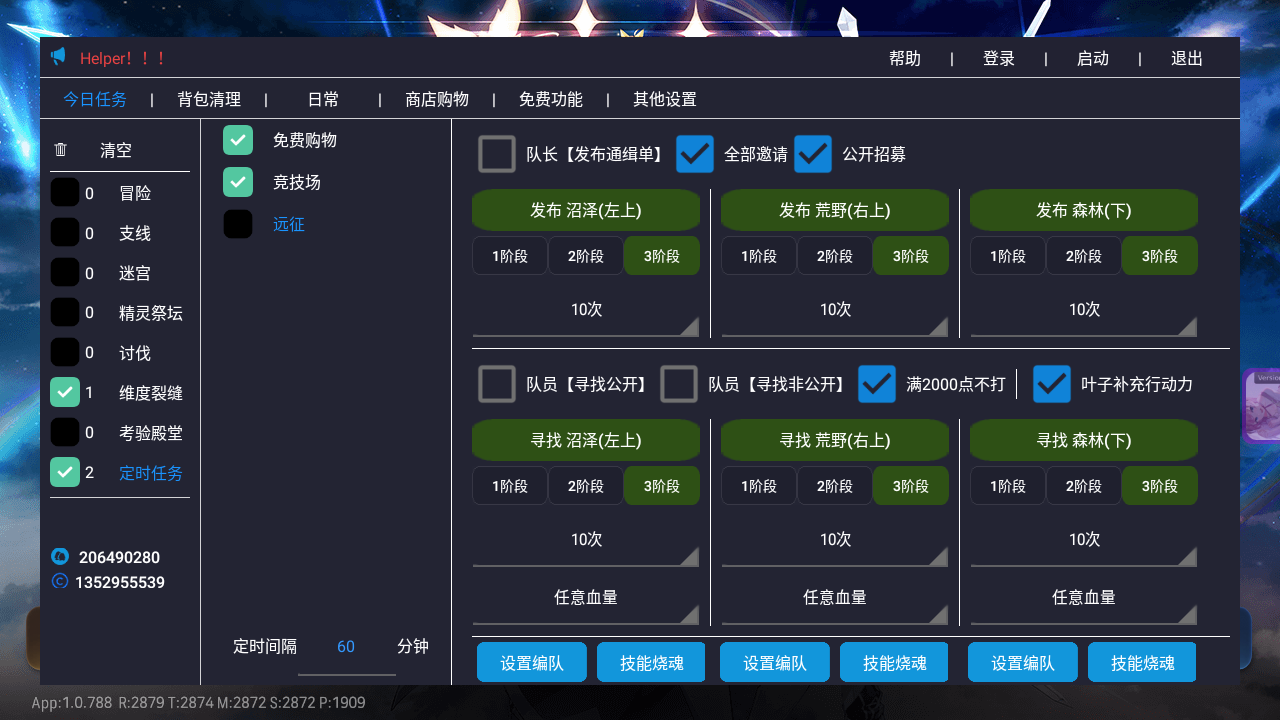 Helper！！！
帮助 | 登录 | 启动 | 退出
今日任务 | 背包清理 | 日常 | 商店购物 | 免费功能 | 其他设置
清空
0 冒险
0 支线
0 迷宫
0 精灵祭坛
0 讨伐
1 维度裂缝
0 考验殿堂
2 定时任务
206490280
1352955539
免费购物
竞技场
远征
定时间隔 60 分钟
队长【发布通缉单】 全部邀请 公开招募
发布 沼泽(左上) 发布 荒野(右上) 发布 森林(下)
1阶段 2阶段 3阶段 1阶段 2阶段 3阶段 1阶段 2阶段 3阶段
10次 10次 10次
队员【寻找公开】 队员【寻找非公开】 满2000点不打 叶子补充行动力
寻找 沼泽(左上) 寻找 荒野(右上) 寻找 森林(下)
1阶段 2阶段 3阶段 1阶段 2阶段 3阶段 1阶段 2阶段 3阶段
10次 10次 10次
任意血量 任意血量 任意血量
设置编队 技能烧魂 设置编队 技能烧魂 设置编队 技能烧魂
Version
App:1.0.788 R:2879 T:2874 M:2872 S:2872 P:1909